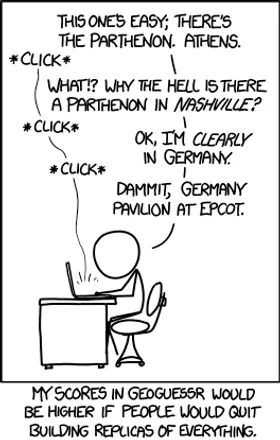 THIS ONE'S EASY; THERE'S
THE PARTHENON. ATHENS.
*CLICK*
WHAT!? WHY THE HELL IS THERE
A PARTHENON IN NASHVILLE?
*CLICK*
OK, I'M CLEARLY
IN GERMANY.
*CLICK*
DAMMIT, GERMANY
PAVILION AT EPCOT.
MY SCORES IN GEOGUESSR WOULD
BE HIGHER IF PEOPLE WOULD QUIT
BUILDING REPLICAS OF EVERYTHING.